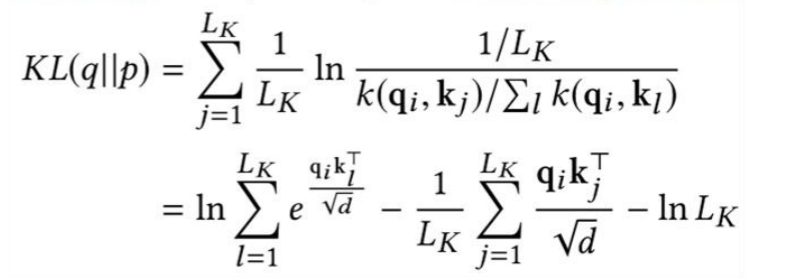 KL(q||p) = \sum_{j=1}^{L_K} \frac{1}{L_K} \ln \frac{1/L_K}{k(\mathbf{q}_i, \mathbf{k}_j)/\sum_l k(\mathbf{q}_i, \mathbf{k}_l)}
= \ln \sum_{l=1}^{L_K} e^{\frac{\mathbf{q}_i \mathbf{k}_l^\top}{\sqrt{d}}} - \frac{1}{L_K} \sum_{j=1}^{L_K} \frac{\mathbf{q}_i \mathbf{k}_j^\top}{\sqrt{d}} - \ln L_K